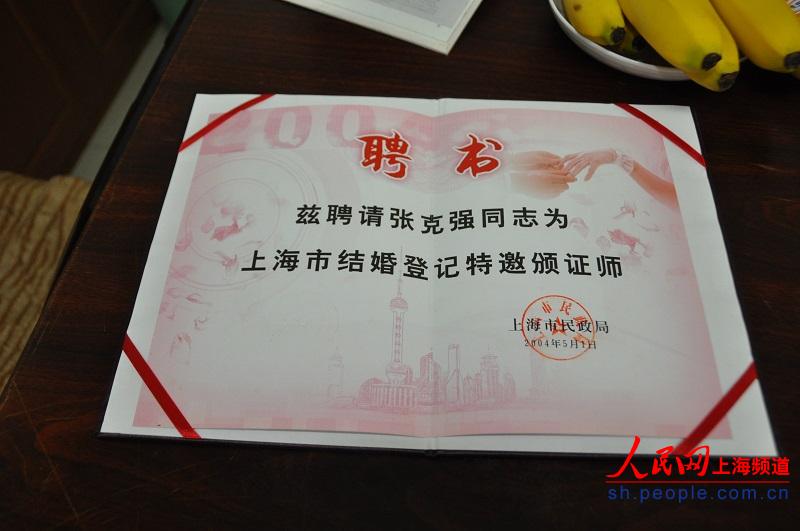 聘书
兹聘请张克强同志为
上海市结婚登记特邀颁证师
上海市民政局
2004年5月1日
人民网 上海频道
sh.people.com.cn